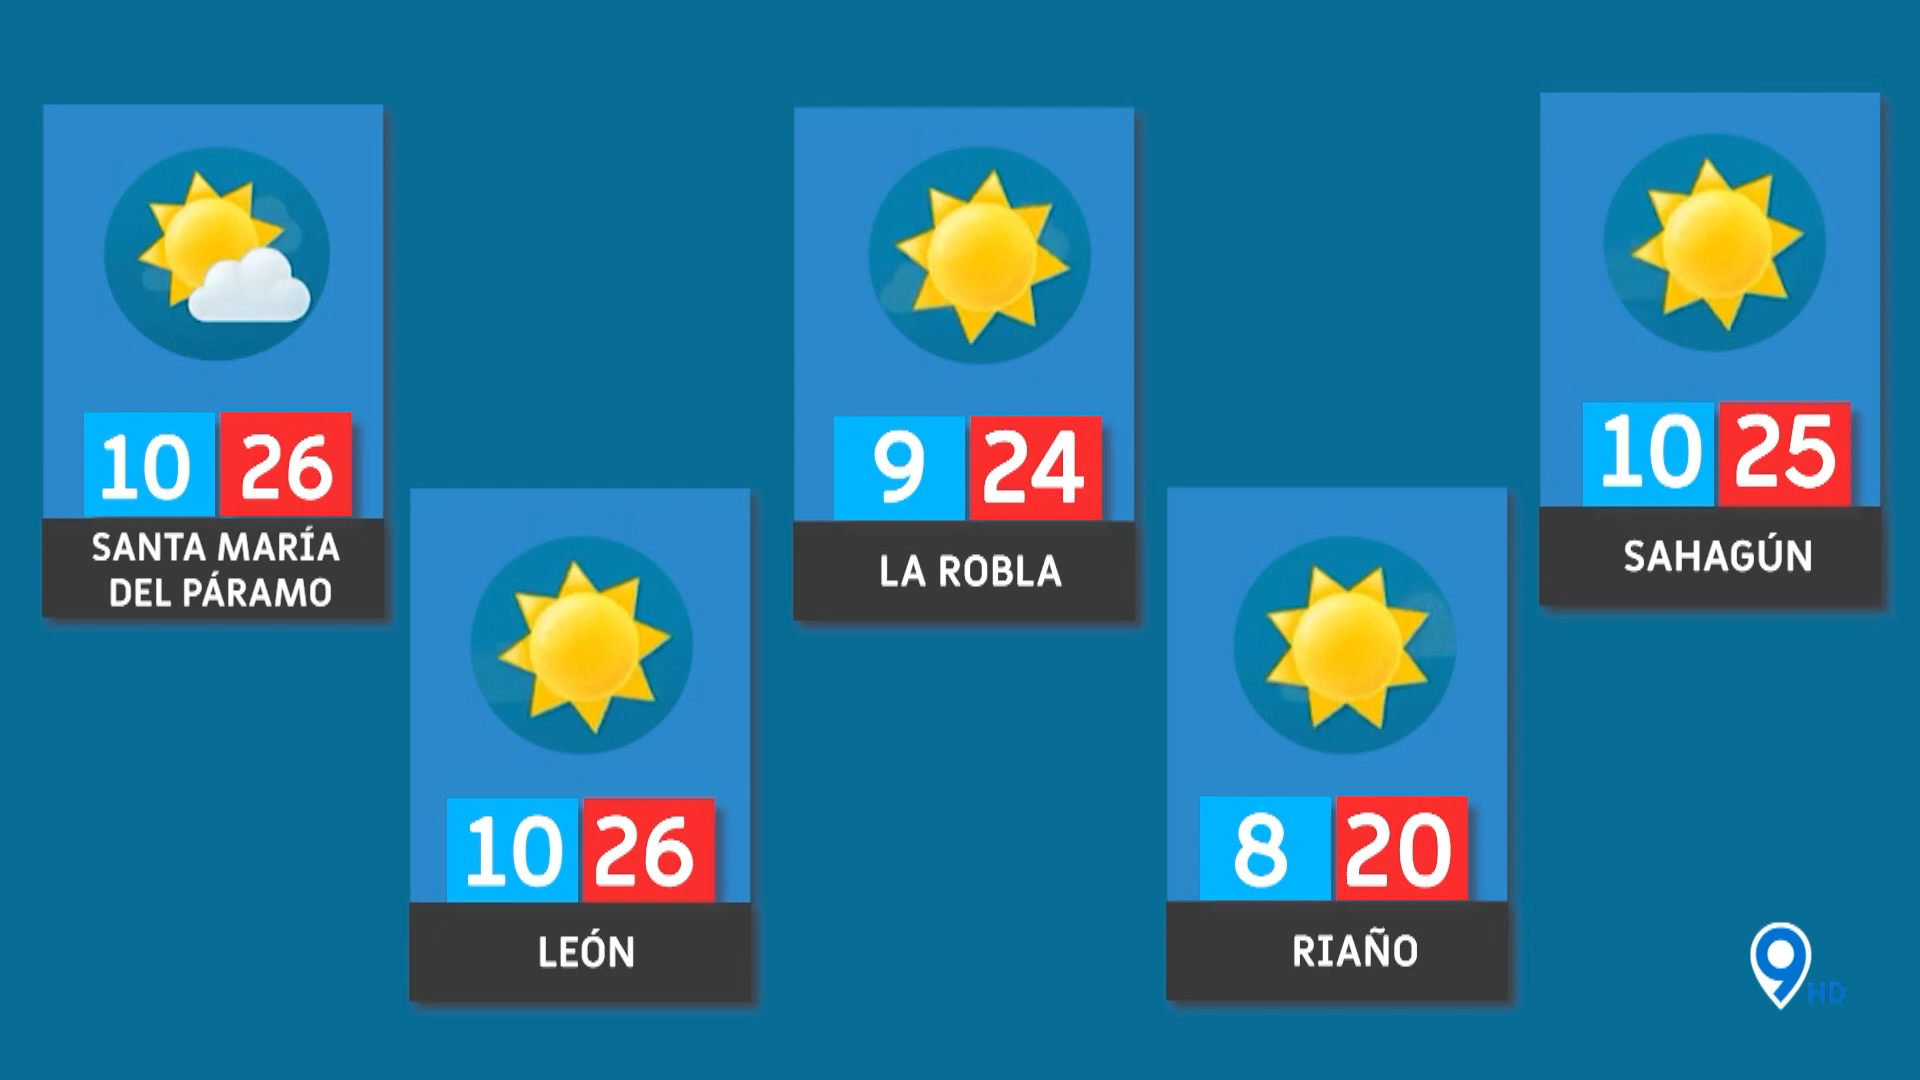 10 26
SANTA MARÍA
DEL PÁRAMO
10 26
LEÓN
9 24
LA ROBLA
8 20
RIAÑO
10 25
SAHAGÚN
9 HD